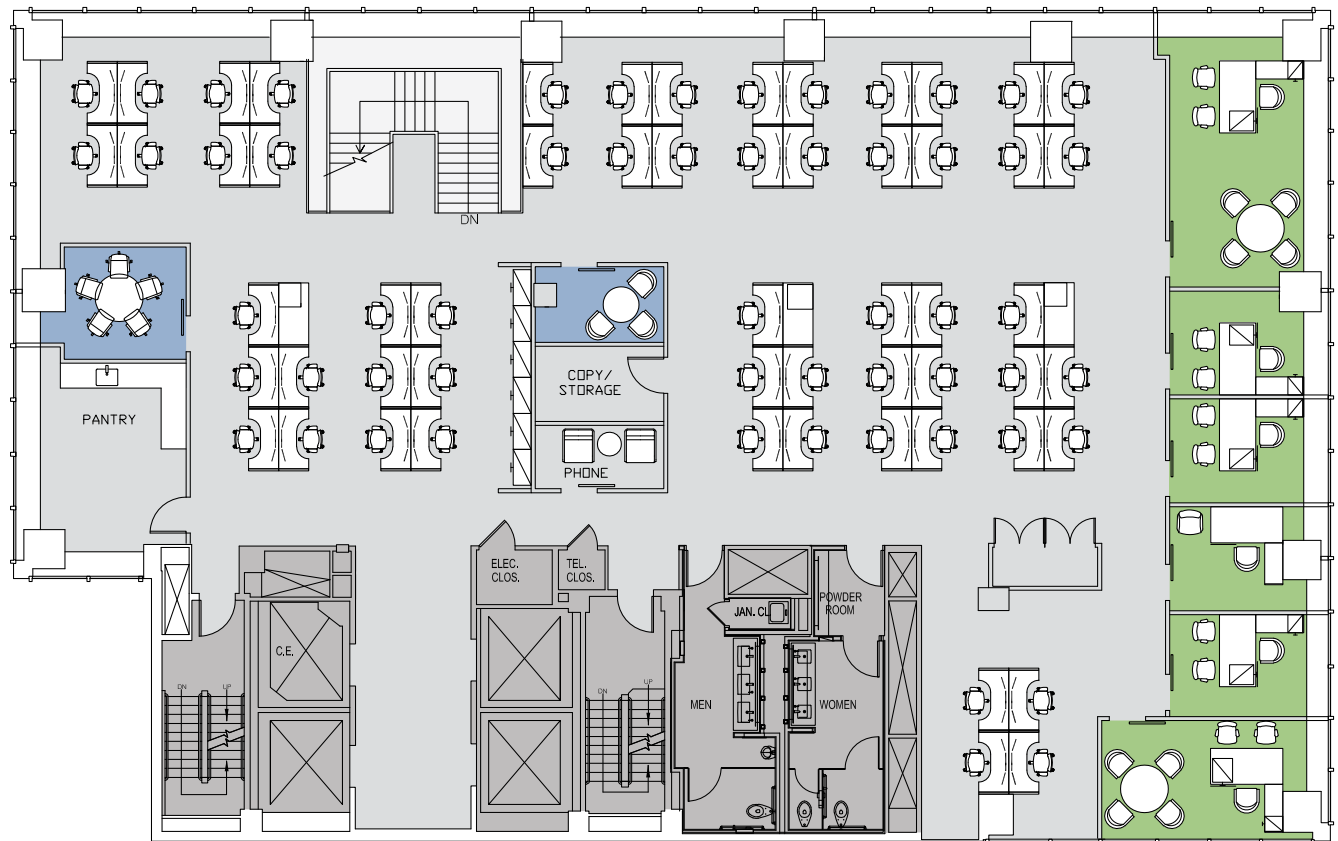 DN
COPY/
STORAGE
PANTRY
PHONE
ELEC.
CLOS.
TEL.
CLOS.
JAN. CL
POWDER
ROOM
C.E.
DN
UP
DN
UP
MEN
WOMEN